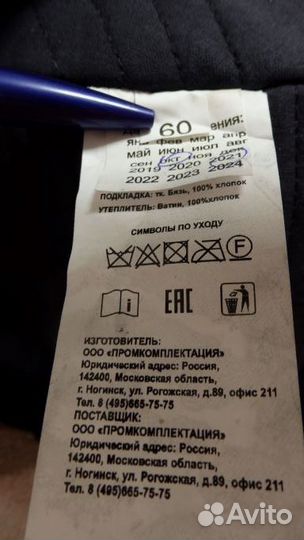 60 ения:
янв фев мар апр
май июн июл авг
сен окт ноя дек
2019 2020 2021
2022 2023 2024
ПОДКЛАДКА: тк. Бязь, 100% хлопок
УТЕПЛИТЕЛЬ: Ватин, 100% хлопок
СИМВОЛЫ ПО УХОДУ
F
i
EAC
ИЗГОТОВИТЕЛЬ:
ООО «ПРОМКОМПЛЕКТАЦИЯ»
Юридический адрес: Россия,
142400, Московская область,
г. Ногинск, ул. Рогожская, д.89, офис 211
Тел. 8 (495)665-75-75
ПОСТАВЩИК:
ООО «ПРОМКОМПЛЕКТАЦИЯ»
Юридический адрес: Россия,
142400, Московская область,
г. Ногинск, ул. Рогожская, д.89, офис 211
Тел. 8 (495)665-75-75
Avito